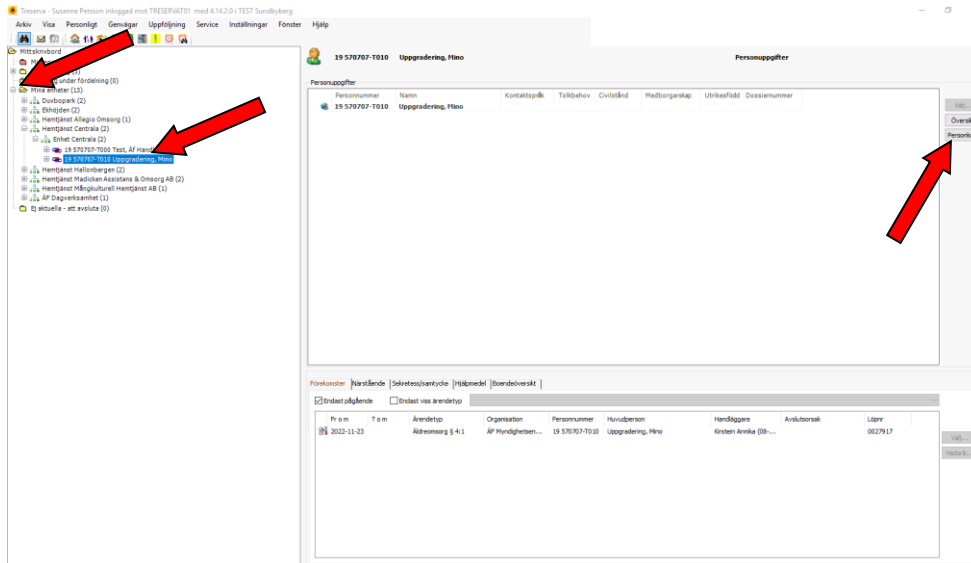 Treserva - Susanne Persson inloggad mot TRESERVAT01 med 4.14.2.0 i TEST Sundbyberg
Arkiv Visa Personligt Genvägar Uppföljning Service Inställningar Fönster Hjälp
Mittskrivbord
under fördelning (0)
Mina enheter (13)
Duvbopark (2)
Ekhöjden (2)
Hemtjänst Allegio Omsorg (1)
Hemtjänst Centrala (2)
Enhet Centrala (2)
19 570707-T000 Test, Äf Handl
19 570707-T010 Uppgradering, Mino
Hemtjänst Hallonbergen (2)
Hemtjänst Madicken Assistans & Omsorg AB (2)
Hemtjänst Mångkulturell Hemtjänst AB (1)
ÄF Dagverksamhet (1)
Ej aktuella - att avsluta (0)
19 570707-T010 Uppgradering, Mino Personuppgifter
Personuppgifter
Personnummer Namn Kontaktspråk Tolkbehov Civilstånd Medborgarskap Utrikesfödd Dossiernummer
19 570707-T010 Uppgradering, Mino
Välj...
Översik
Personko
Förekomster Närstående Sekretess/samtycke Hjälpmedel Boendeöversikt
Endast pågående Endast viss ärendetyp
From Tom Ärendetyp Organisation Personnummer Huvudperson Handläggare Avslutsorsak Löpnr
2022-11-23 Äldreomsorg § 4:1 ÄF Myndighetsen... 19 570707-T010 Uppgradering, Mino Kirstein Annika (08-... 0027917
Välj...
Historik...